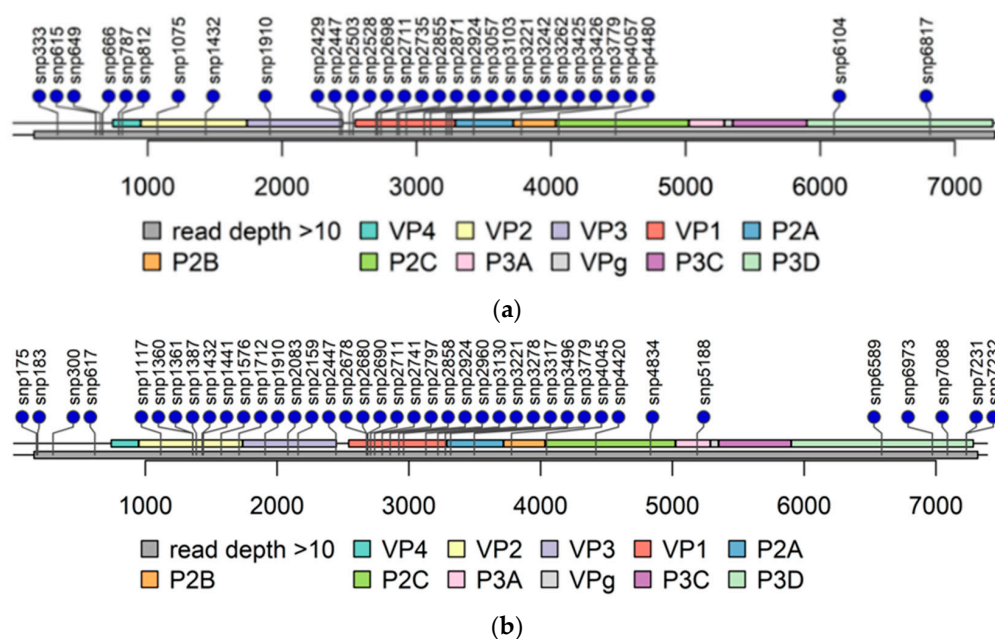 snp333 snp615 snp649 snp666 snp787 snp812 snp1075 snp1432 snp1910 snp2429 snp2447 snp2503 snp2528 snp2698 snp2711 snp2735 snp2855 snp2871 snp2924 snp3057 snp3103 snp3221 snp3242 snp3262 snp3425 snp3426 snp3779 snp4057 snp4480 snp6104 snp6817
1000 2000 3000 4000 5000 6000 7000
read depth >10 VP4 VP2 VP3 VP1 P2A
P2B P2C P3A VPg P3C P3D
(a)
snp175 snp183 snp300 snp617 snp1117 snp1360 snp1361 snp1387 snp1432 snp1441 snp1576 snp1712 snp1910 snp2083 snp2159 snp2447 snp2678 snp2680 snp2690 snp2711 snp2741 snp2797 snp2858 snp2924 snp2960 snp3130 snp3221 snp3278 snp3317 snp3496 snp3779 snp4045 snp4420 snp4834 snp5188 snp6589 snp6973 snp7088 snp7231 snp7232
1000 2000 3000 4000 5000 6000 7000
read depth >10 VP4 VP2 VP3 VP1 P2A
P2B P2C P3A VPg P3C P3D
(b)